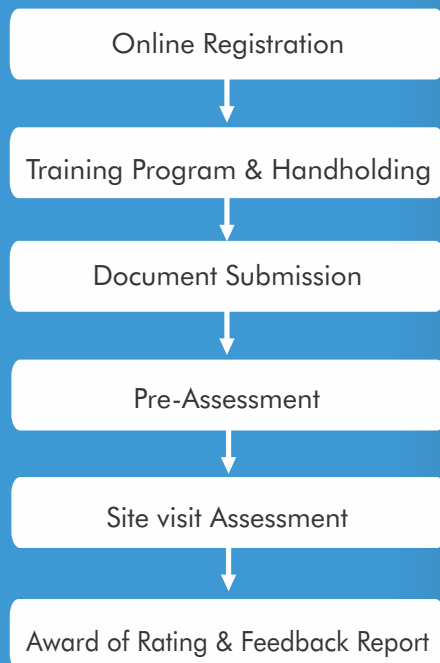 Online Registration
Training Program & Handholding
Document Submission
Pre-Assessment
Site visit Assessment
Award of Rating & Feedback Report